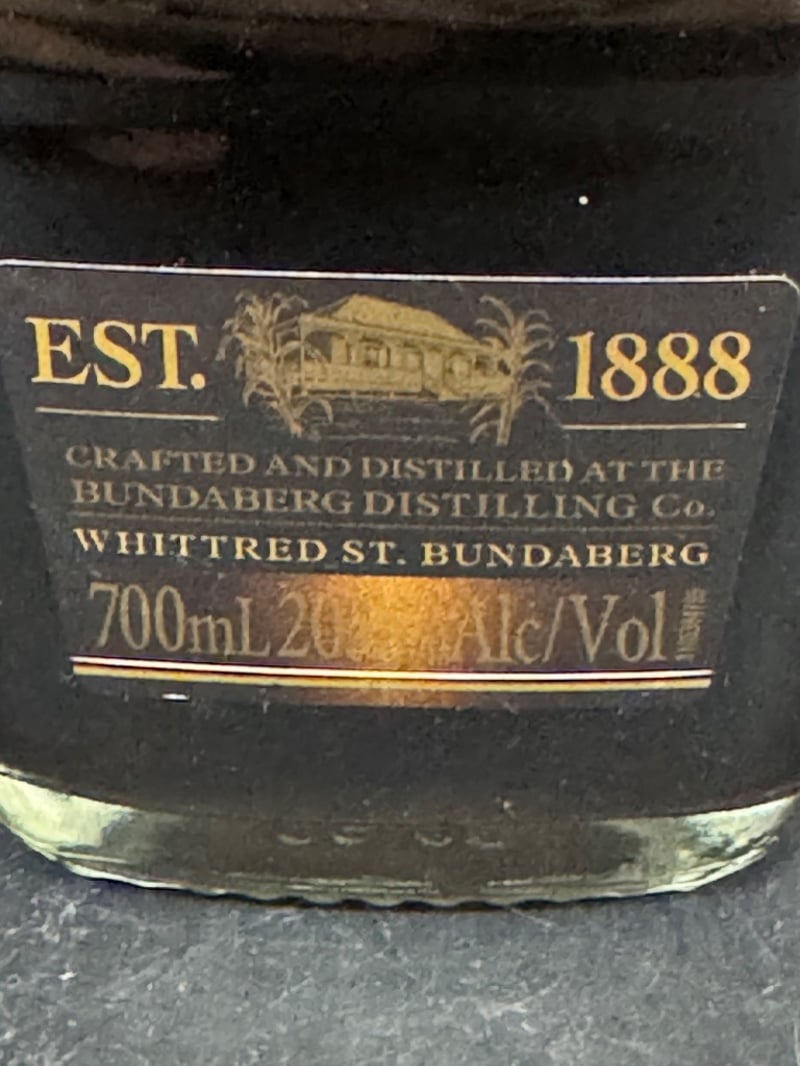 EST. 1888
CRAFTED AND DISTILLED AT THE
BUNDABERG DISTILLING Co.
WHITTRED ST. BUNDABERG
700mL Alc/Vol